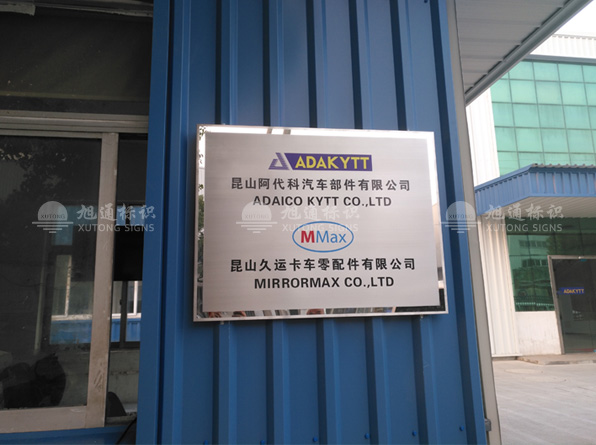 ADAKYTT
昆山阿代科汽车部件有限公司
ADAICO KYTT CO.,LTD
MMax
昆山久运卡车零配件有限公司
MIRRORMAX CO.,LTD
ADAKYTT
旭通标识
XUTONG SIGNS
旭通标识
XUTONG SIGNS
旭通标识
XUTONG SIGNS